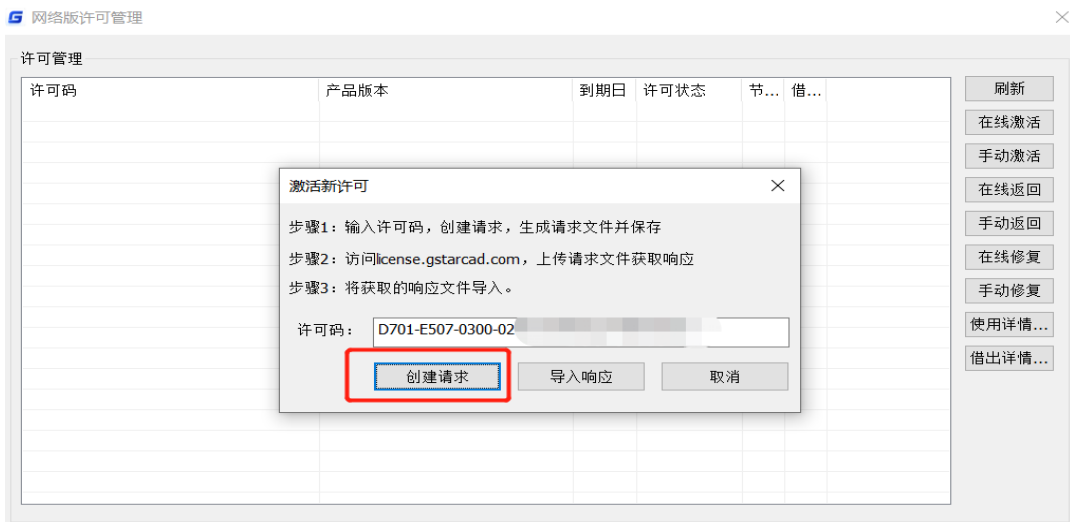 网络版许可管理
许可管理
许可码 产品版本 到期日 许可状态 节... 借...
刷新
在线激活
手动激活
在线返回
手动返回
在线修复
手动修复
使用详情...
借出详情...
激活新许可
步骤1：输入许可码，创建请求，生成请求文件并保存
步骤2：访问license.gstarcad.com，上传请求文件获取响应
步骤3：将获取的响应文件导入。
许可码： D701-E507-0300-02
创建请求 导入响应 取消